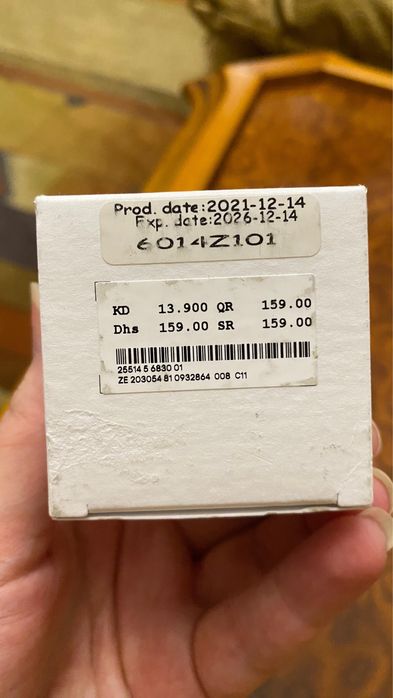 Prod. date:2021-12-14
Exp. date:2026-12-14
6014Z101
KD 13.900 QR 159.00
Dhs 159.00 SR 159.00
25514 5 6830 01
ZE 203054 81 0932864 008 C11